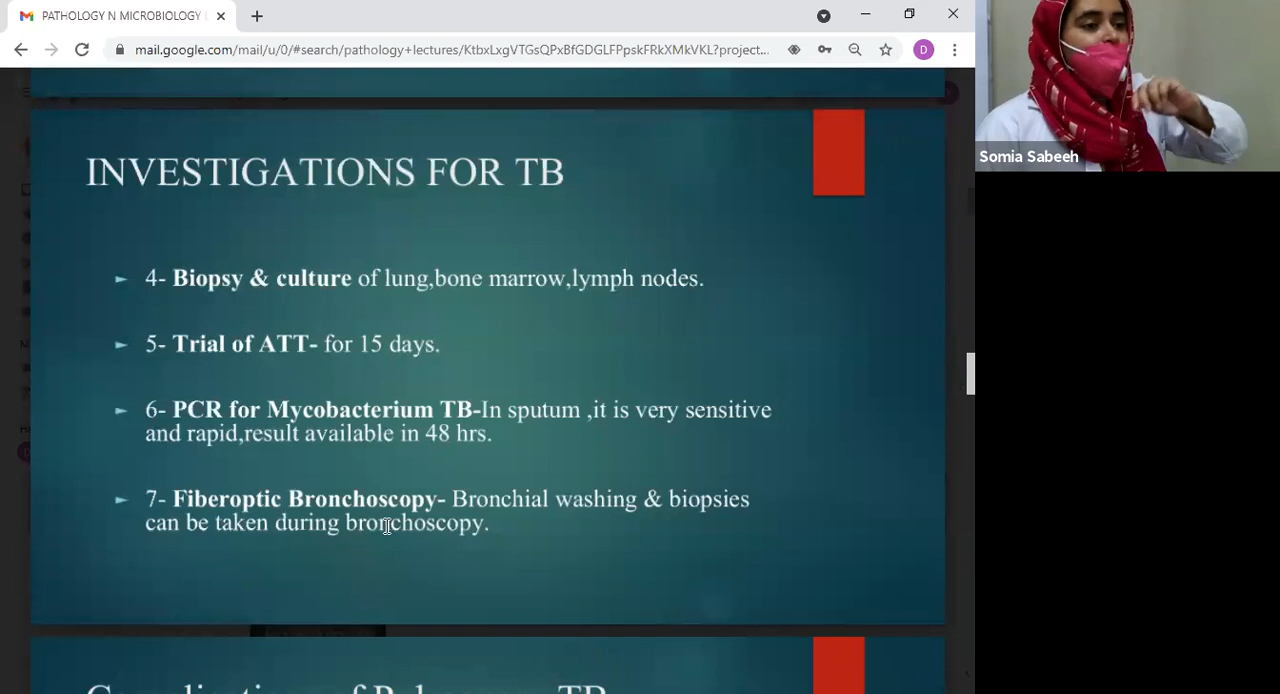 PATHOLOGY N MICROBIOLOGY
mail.google.com/mail/u/0/#search/pathology+lectures/KtbxLxgVTGsQPxBfGDGLFPpskFRkXMkVKL?project...
D
Somia Sabeeh
INVESTIGATIONS FOR TB
4- Biopsy & culture of lung,bone marrow,lymph nodes.
5- Trial of ATT- for 15 days.
6- PCR for Mycobacterium TB-In sputum ,it is very sensitive
and rapid,result available in 48 hrs.
7- Fiberoptic Bronchoscopy- Bronchial washing & biopsies
can be taken during bronchoscopy.